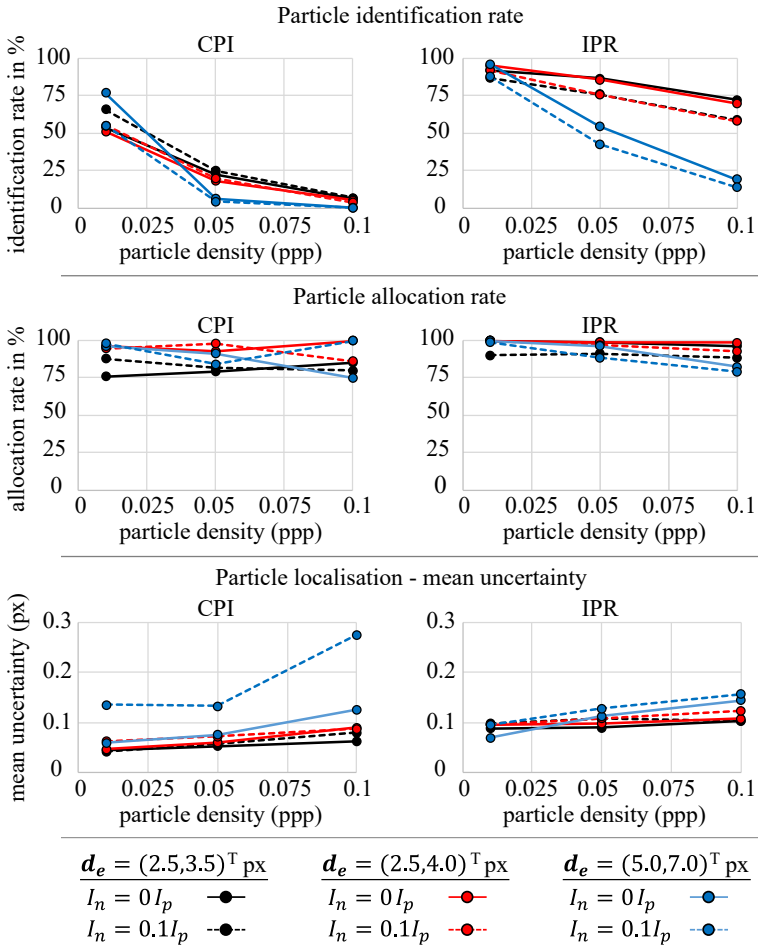 Particle identification rate
CPI
IPR
identification rate in %
100
75
50
25
0
0
0.025
0.05
0.075
0.1
particle density (ppp)
100
75
50
25
0
0
0.025
0.05
0.075
0.1
particle density (ppp)
Particle allocation rate
CPI
IPR
allocation rate in %
100
75
50
25
0
0
0.025
0.05
0.075
0.1
particle density (ppp)
100
75
50
25
0
0
0.025
0.05
0.075
0.1
particle density (ppp)
Particle localisation - mean uncertainty
CPI
IPR
mean uncertainty (px)
0.3
0.2
0.1
0
0
0.025
0.05
0.075
0.1
particle density (ppp)
0.3
0.2
0.1
0
0
0.025
0.05
0.075
0.1
particle density (ppp)
d_e = (2.5,3.5)^T px
I_n = 0 I_p
I_n = 0.1I_p
d_e = (2.5,4.0)^T px
I_n = 0 I_p
I_n = 0.1I_p
d_e = (5.0,7.0)^T px
I_n = 0 I_p
I_n = 0.1I_p